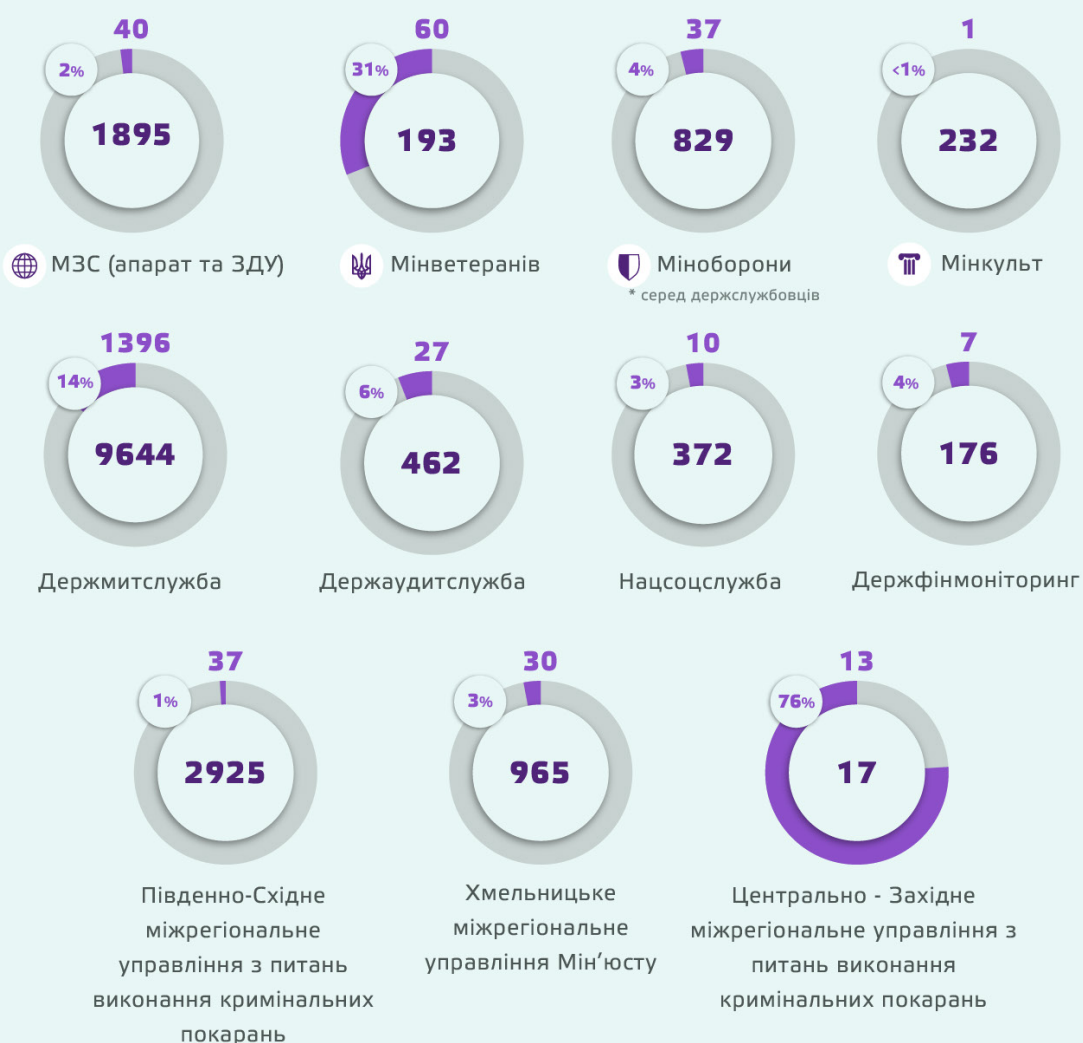 40
2%
1895
МЗС (апарат та ЗДУ)
60
31%
193
Мінветеранів
37
4%
829
Міноборони
* серед держслужбовців
1
<1%
232
Мінкульт
1396
14%
9644
Держмитслужба
27
6%
462
Держаудитслужба
10
3%
372
Нацсоцслужба
7
4%
176
Держфінмоніторинг
37
1%
2925
Південно-Східне
міжрегіональне
управління з питань
виконання кримінальних
покарань
30
3%
965
Хмельницьке
міжрегіональне
управління Мін’юсту
13
76%
17
Центрально - Західне
міжрегіональне управління з
питань виконання
кримінальних покарань